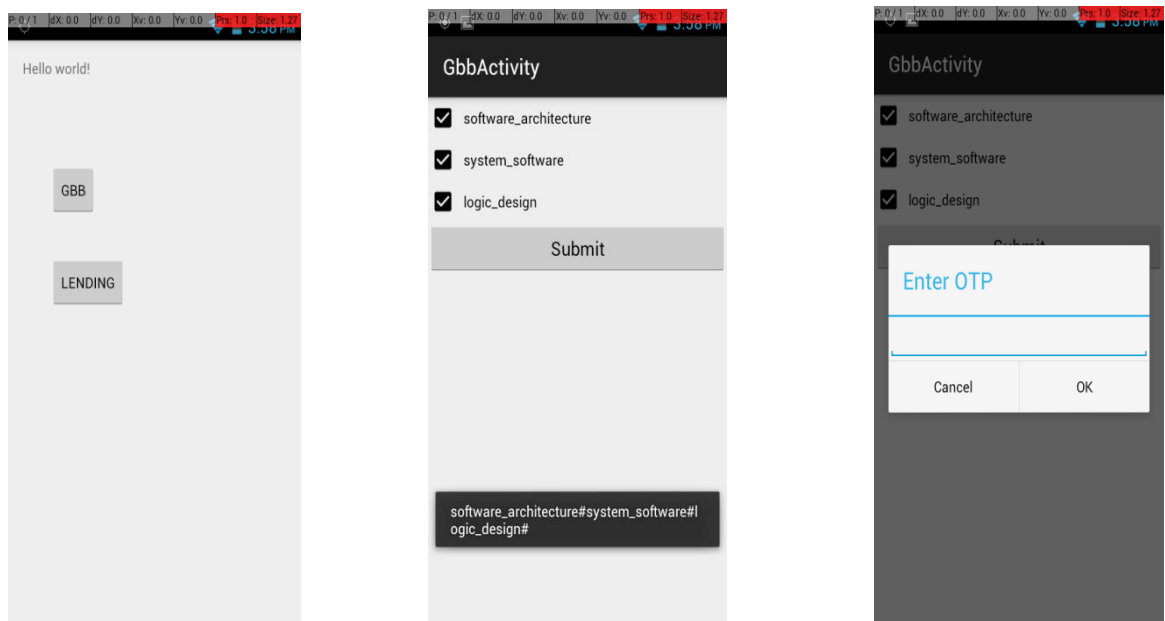 P: 0 / 1 dX: 0.0 dY: 0.0 Xv: 0.0 Yv: 0.0 Prs: 1.0 Size: 1.27
Hello world!
GBB
LENDING
P: 0 / 1 dX: 0.0 dY: 0.0 Xv: 0.0 Yv: 0.0 Prs: 1.0 Size: 1.27
GbbActivity
software_architecture
system_software
logic_design
Submit
software_architecture#system_software#l
ogic_design#
P: 0 / 1 dX: 0.0 dY: 0.0 Xv: 0.0 Yv: 0.0 Prs: 1.0 Size: 1.27
GbbActivity
software_architecture
system_software
logic_design
Enter OTP
Cancel OK